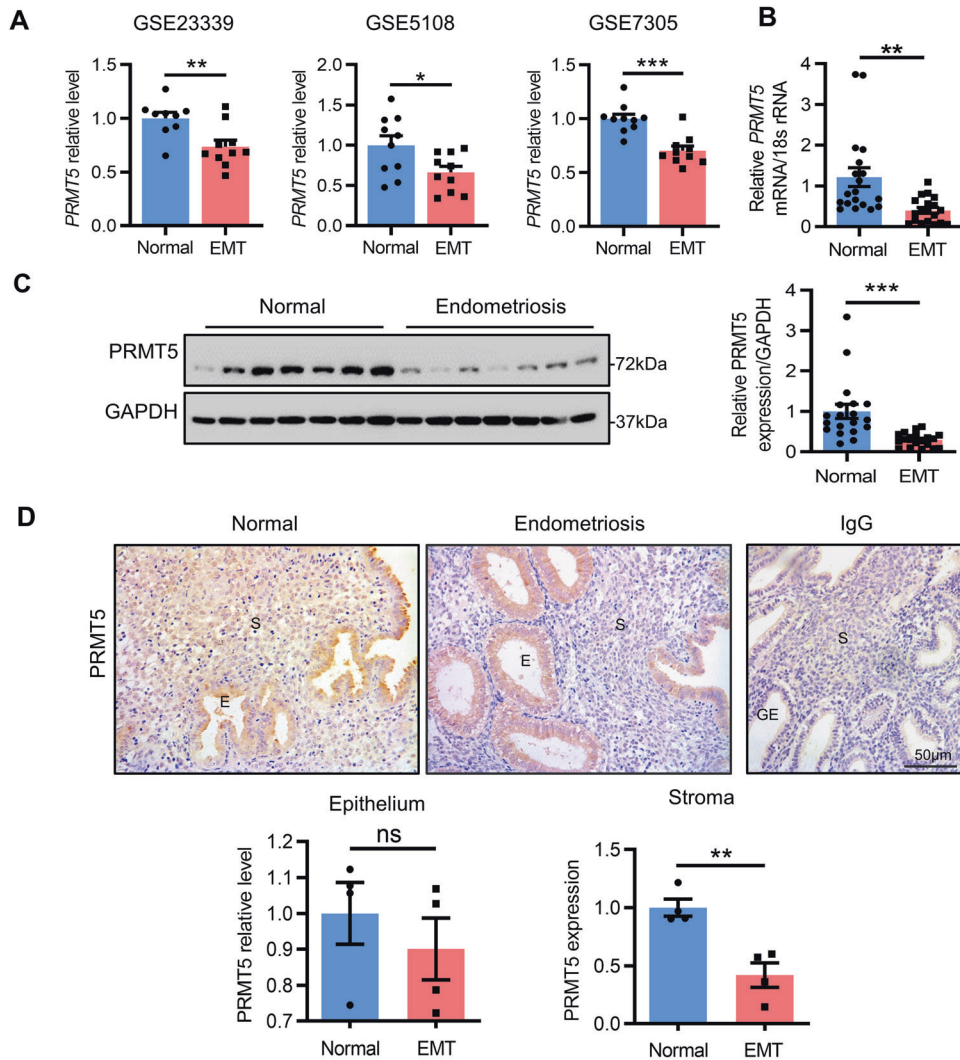 A
GSE23339
GSE5108
GSE7305
B
PRMT5 relative level
1.5
1.0
0.5
0.0
**
Normal
EMT
PRMT5 relative level
2.0
1.5
1.0
0.5
0.0
*
Normal
EMT
PRMT5 relative level
1.5
1.0
0.5
0.0
***
Normal
EMT
Relative PRMT5
mRNA/18s rRNA
4
3
2
1
0
**
Normal
EMT
C
Normal
Endometriosis
PRMT5
-72kDa
GAPDH
-37kDa
Relative PRMT5
expression/GAPDH
4
3
2
1
0
***
Normal
EMT
D
Normal
Endometriosis
IgG
PRMT5
S
E
S
E
S
GE
50μm
Epithelium
PRMT5 relative level
1.2
1.1
1.0
0.9
0.8
0.7
ns
Normal
EMT
Stroma
PRMT5 expression
1.5
1.0
0.5
0.0
**
Normal
EMT